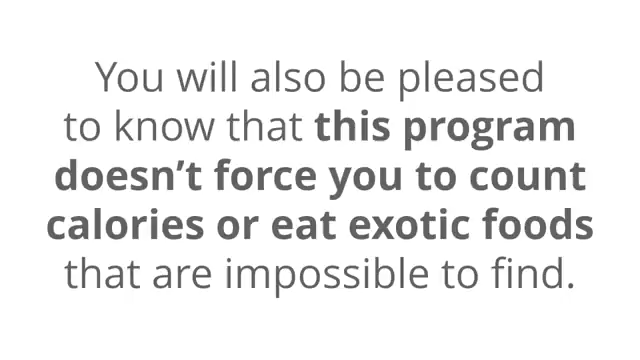 You will also be pleased
to know that this program
doesn’t force you to count
calories or eat exotic foods
that are impossible to find.